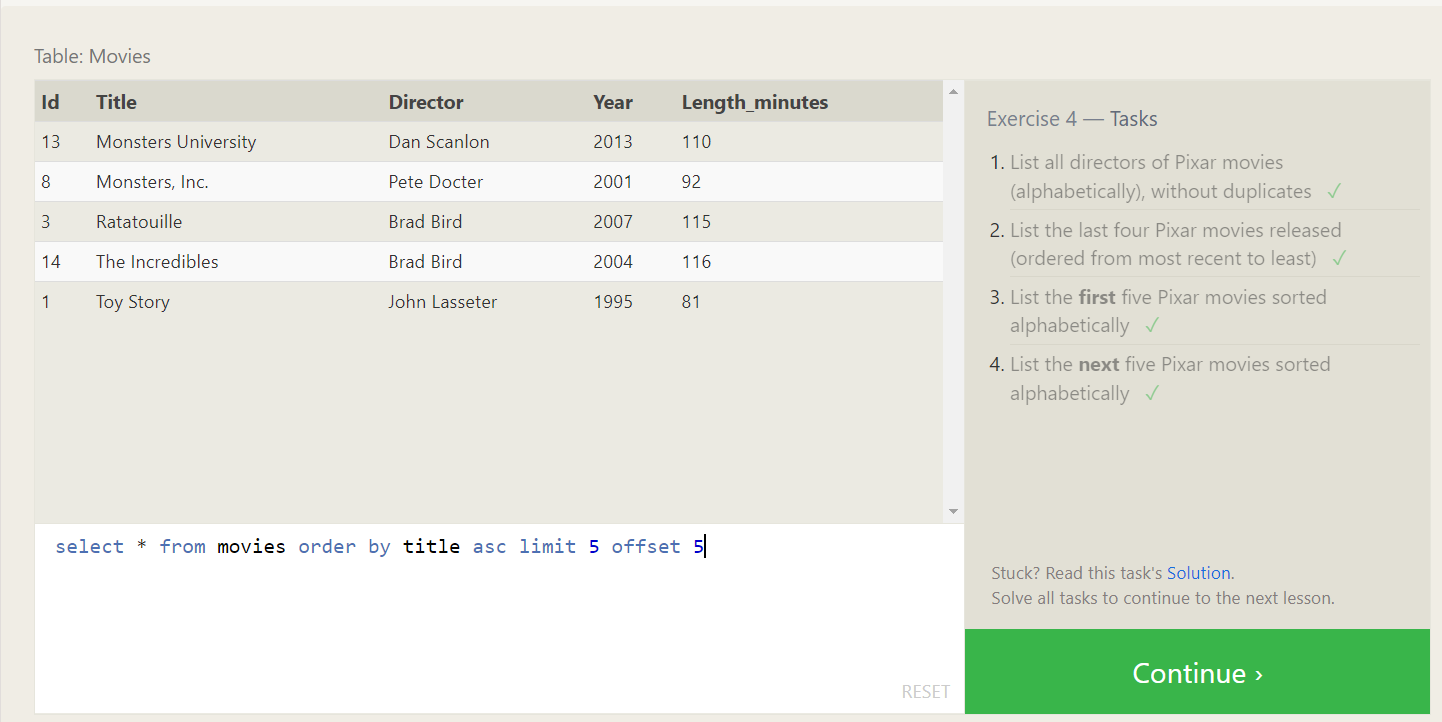 Table: Movies
Id Title Director Year Length_minutes
13 Monsters University Dan Scanlon 2013 110
8 Monsters, Inc. Pete Docter 2001 92
3 Ratatouille Brad Bird 2007 115
14 The Incredibles Brad Bird 2004 116
1 Toy Story John Lasseter 1995 81
select * from movies order by title asc limit 5 offset 5
RESET
Exercise 4 — Tasks
1. List all directors of Pixar movies
(alphabetically), without duplicates ✓
2. List the last four Pixar movies released
(ordered from most recent to least) ✓
3. List the first five Pixar movies sorted
alphabetically ✓
4. List the next five Pixar movies sorted
alphabetically ✓
Stuck? Read this task's Solution.
Solve all tasks to continue to the next lesson.
Continue ›